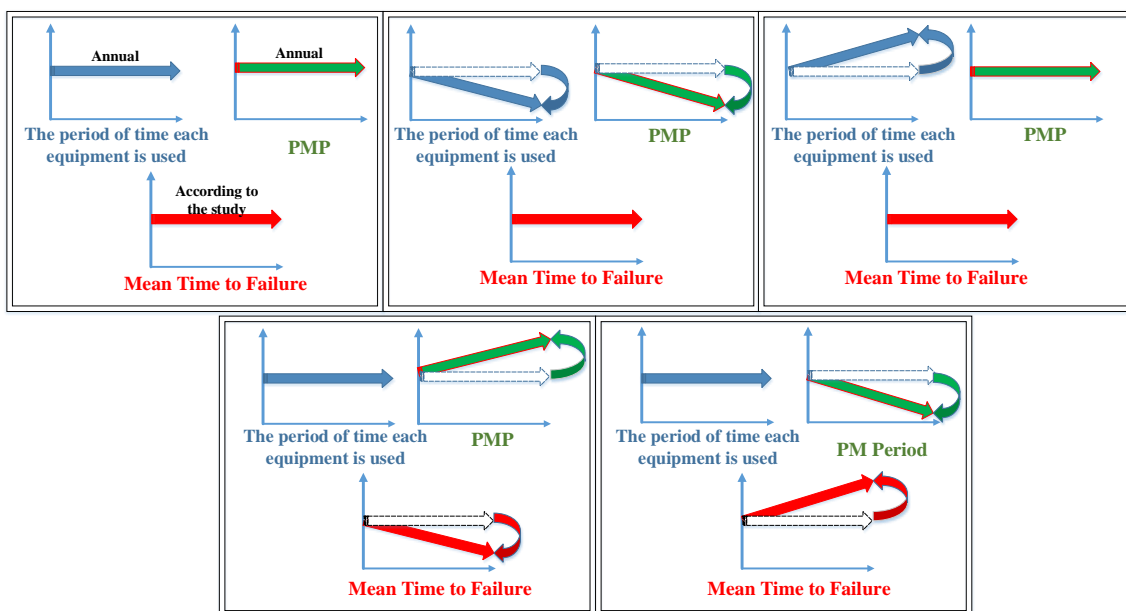 Annual
Annual
The period of time each
equipment is used
PMP
According to
the study
Mean Time to Failure
The period of time each
equipment is used
PMP
Mean Time to Failure
The period of time each
equipment is used
PMP
Mean Time to Failure
The period of time each
equipment is used
PMP
Mean Time to Failure
The period of time each
equipment is used
PM Period
Mean Time to Failure